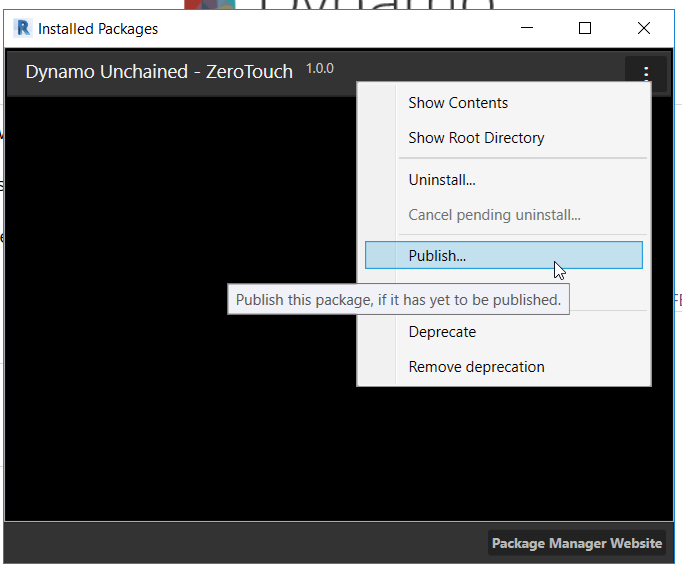 Dynamo
Installed Packages
Dynamo Unchained - ZeroTouch 1.0.0
Show Contents
Show Root Directory
Uninstall...
Cancel pending uninstall...
Publish...
Publish this package, if it has yet to be published.
Deprecate
Remove deprecation
Package Manager Website